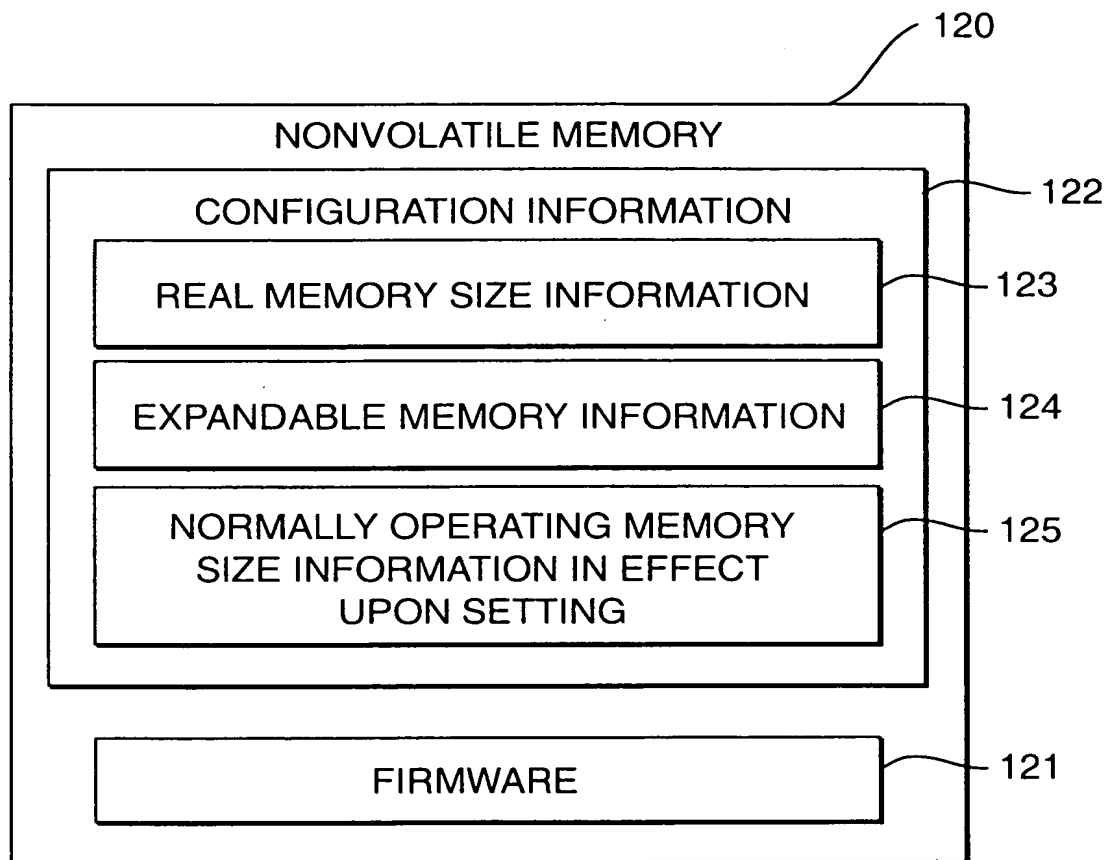 120
NONVOLATILE MEMORY
122
CONFIGURATION INFORMATION
REAL MEMORY SIZE INFORMATION
123
EXPANDABLE MEMORY INFORMATION
124
NORMALLY OPERATING MEMORY
SIZE INFORMATION IN EFFECT
UPON SETTING
125
FIRMWARE
121